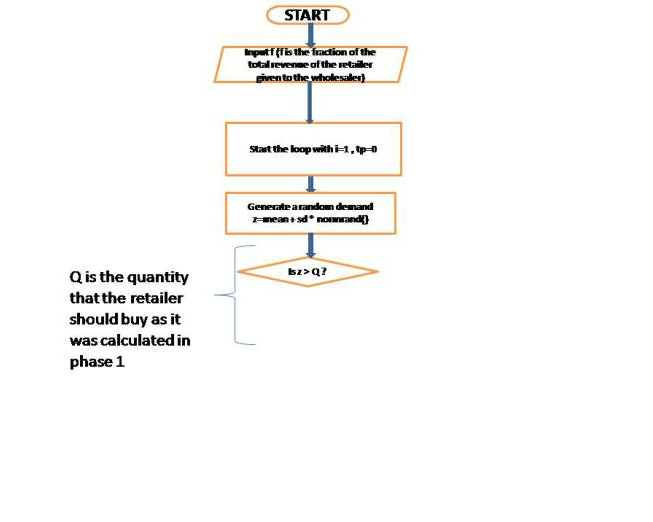 START
Input f (f is the fraction of the
total revenue of the retailer
given to the wholesaler)
Start the loop with i=1 , tp=0
Generate a random demand
z=mean + sd * normrand()
Is z > Q ?
Q is the quantity
that the retailer
should buy as it
was calculated in
phase 1